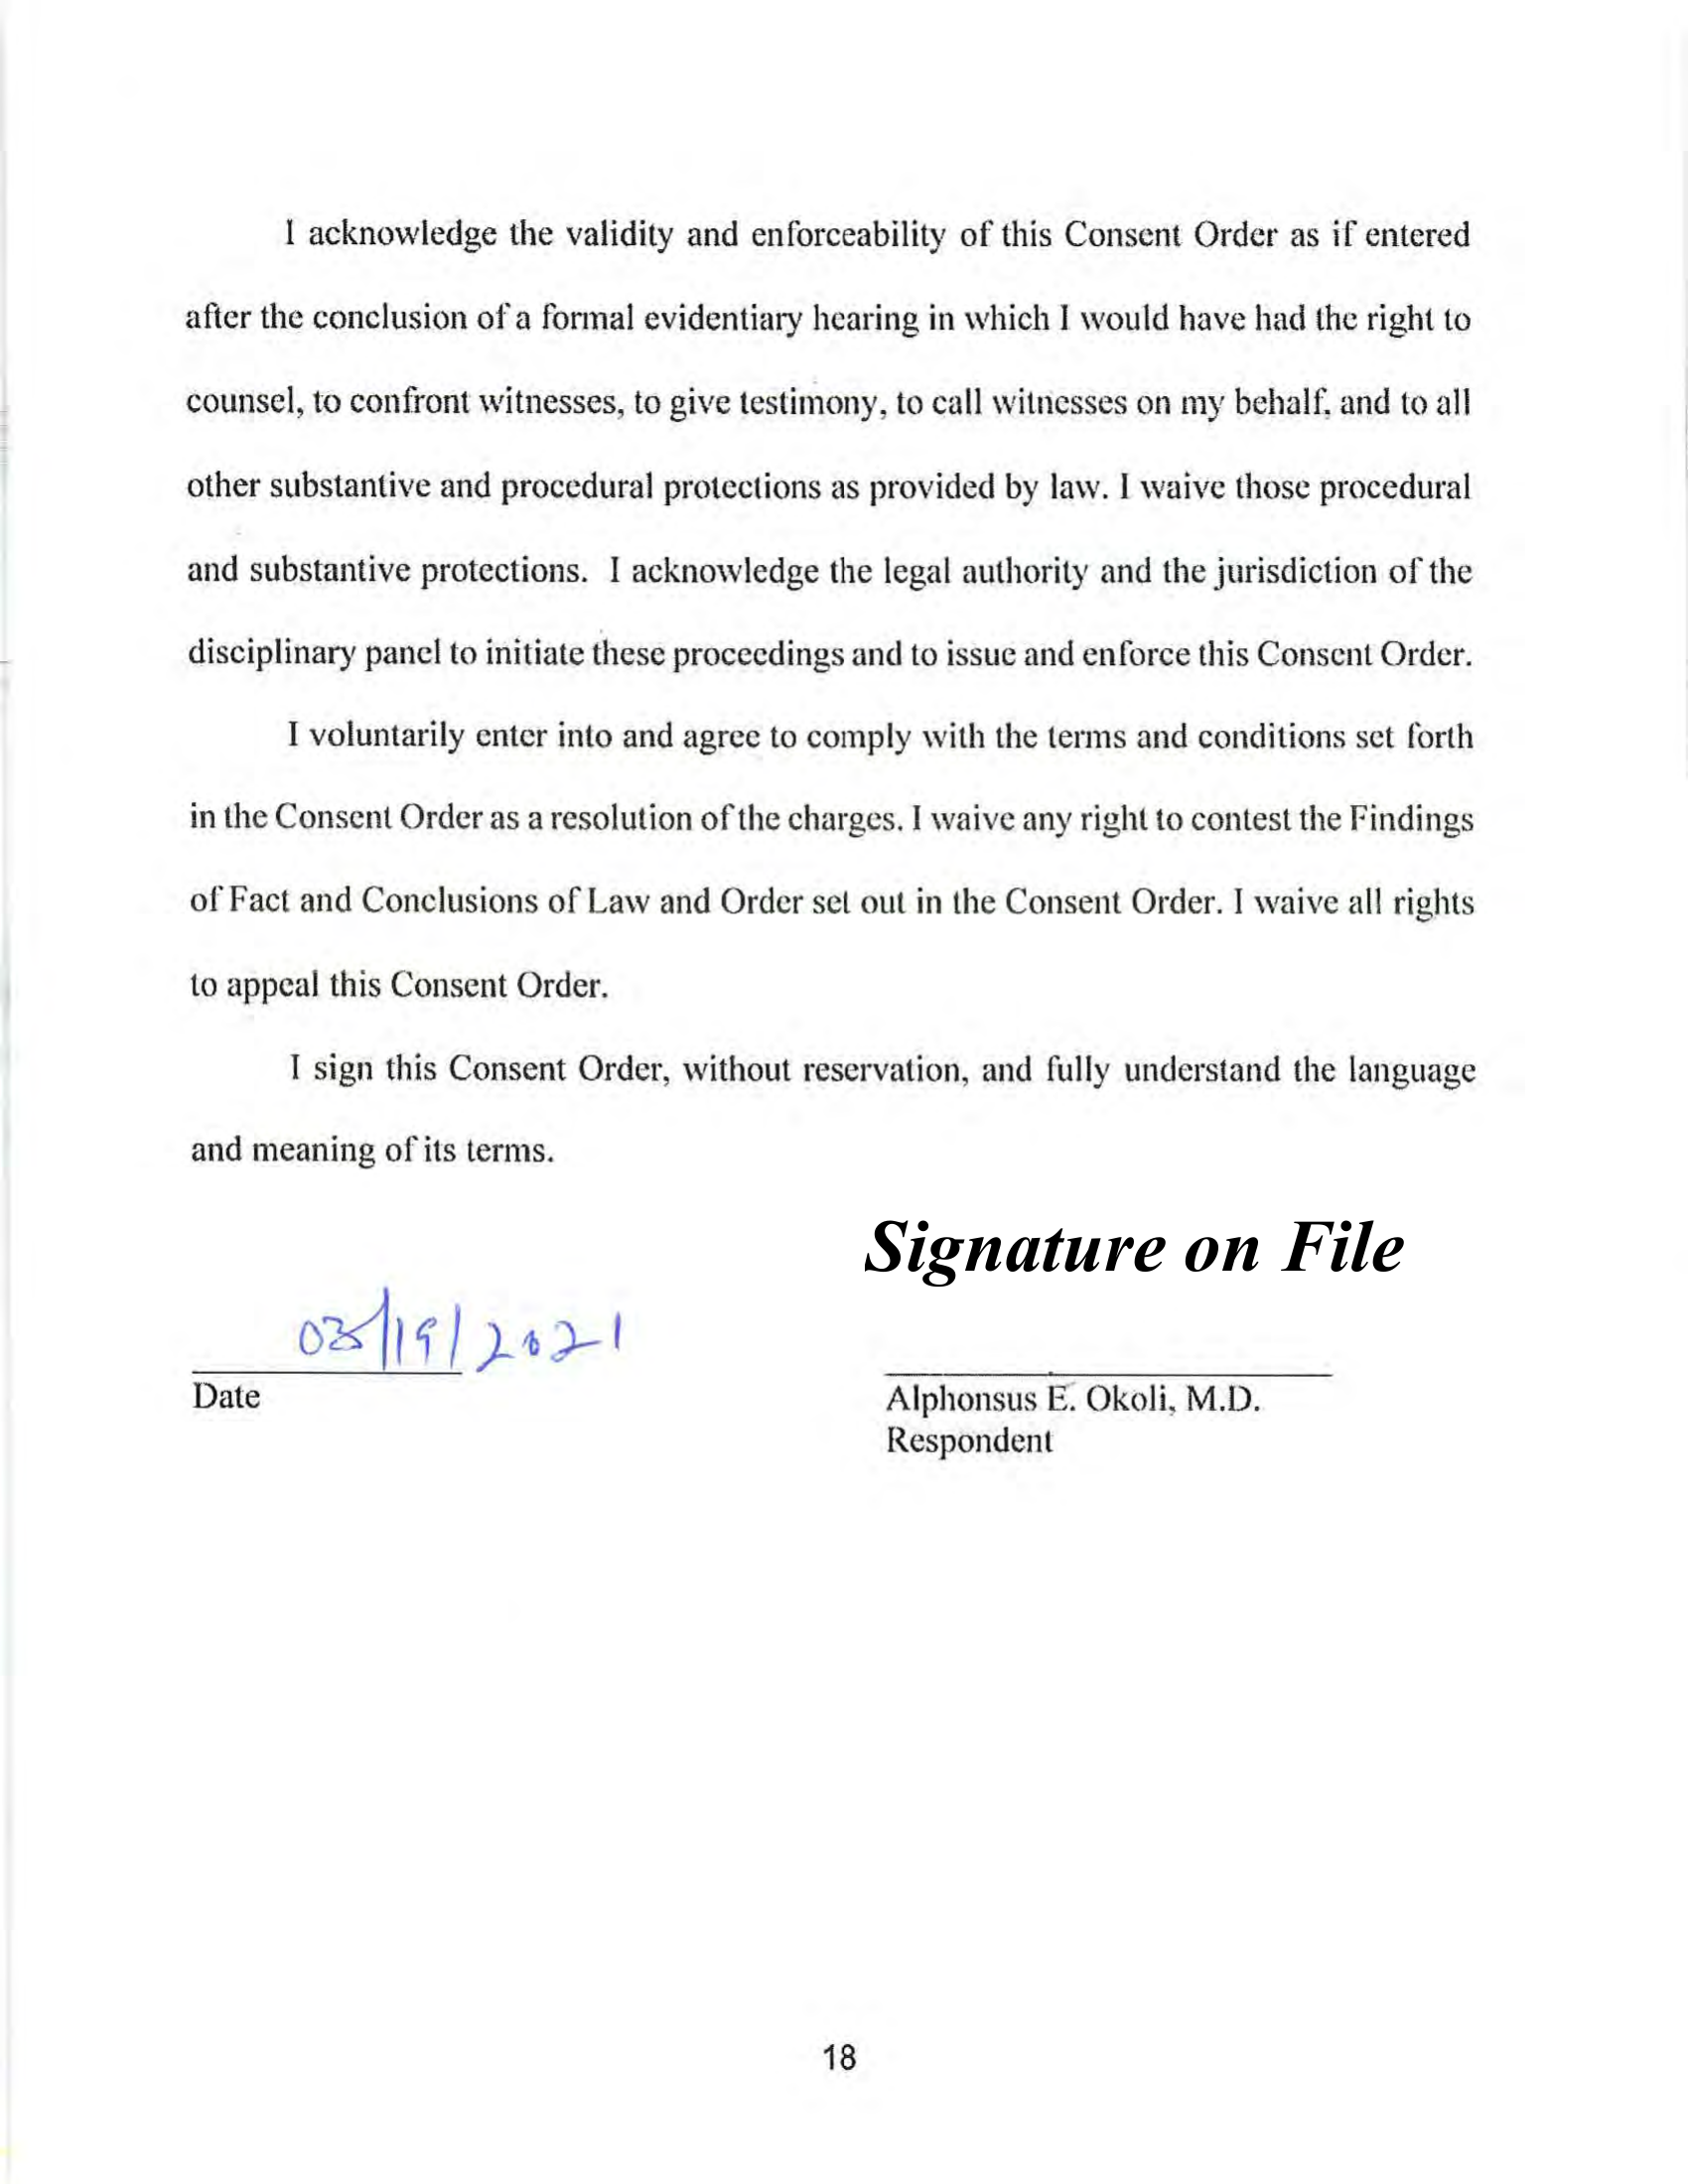 I acknowledge the validity and enforceability of this Consent Order as if entered
after the conclusion of a formal evidentiary hearing in which I would have had the right to
counsel, to confront witnesses, to give testimony, to call witnesses on my behalf, and to all
other substantive and procedural protections as provided by law. I waive those procedural
and substantive protections. I acknowledge the legal authority and the jurisdiction of the
disciplinary panel to initiate these proceedings and to issue and enforce this Consent Order.
I voluntarily enter into and agree to comply with the terms and conditions set forth
in the Consent Order as a resolution of the charges. I waive any right to contest the Findings
of Fact and Conclusions of Law and Order set out in the Consent Order. I waive all rights
to appeal this Consent Order.
I sign this Consent Order, without reservation, and fully understand the language
and meaning of its terms.
Signature on File
03/19/2021
Date
Alphonsus E. Okoli, M.D.
Respondent
18